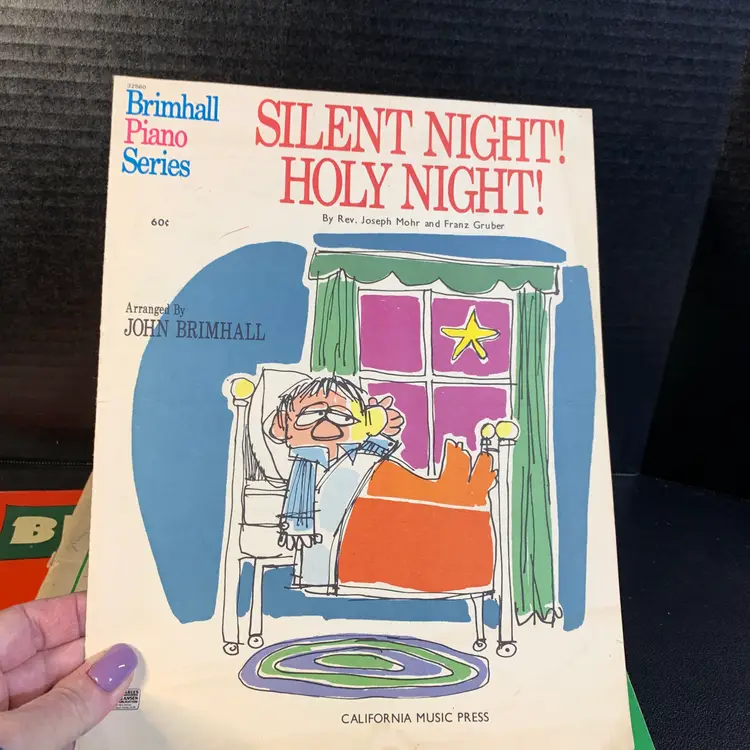 32560
Brimhall
Piano
Series
SILENT NIGHT!
HOLY NIGHT!
By Rev. Joseph Mohr and Franz Gruber
60¢
Arranged By
JOHN BRIMHALL
B
CALIFORNIA MUSIC PRESS